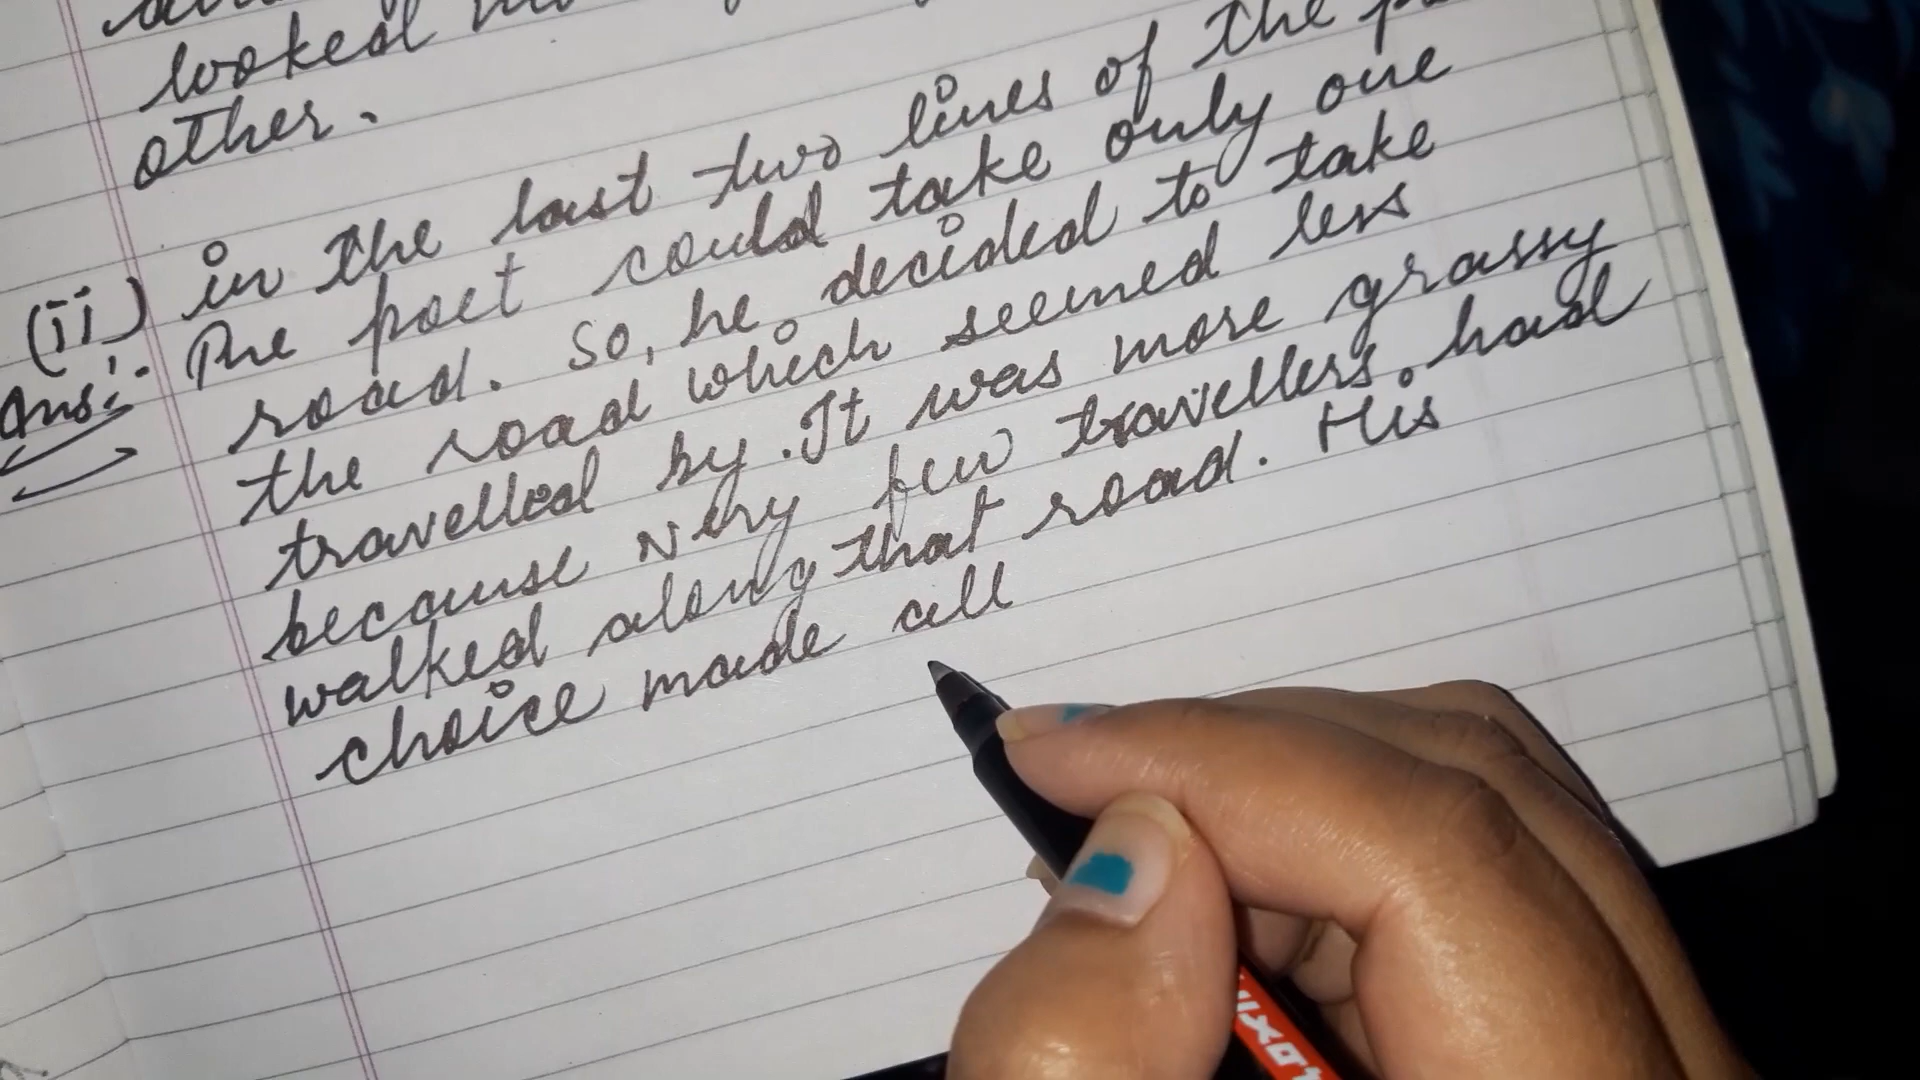 looked
other.
(ii) in the last two lines of the
Ans:- The poet could take only one
road. So, he decided to take
the road which seemed less
travelled by. It was more grassy
because very few travellers. had
walked along that road. His
choice made all
LUXOR